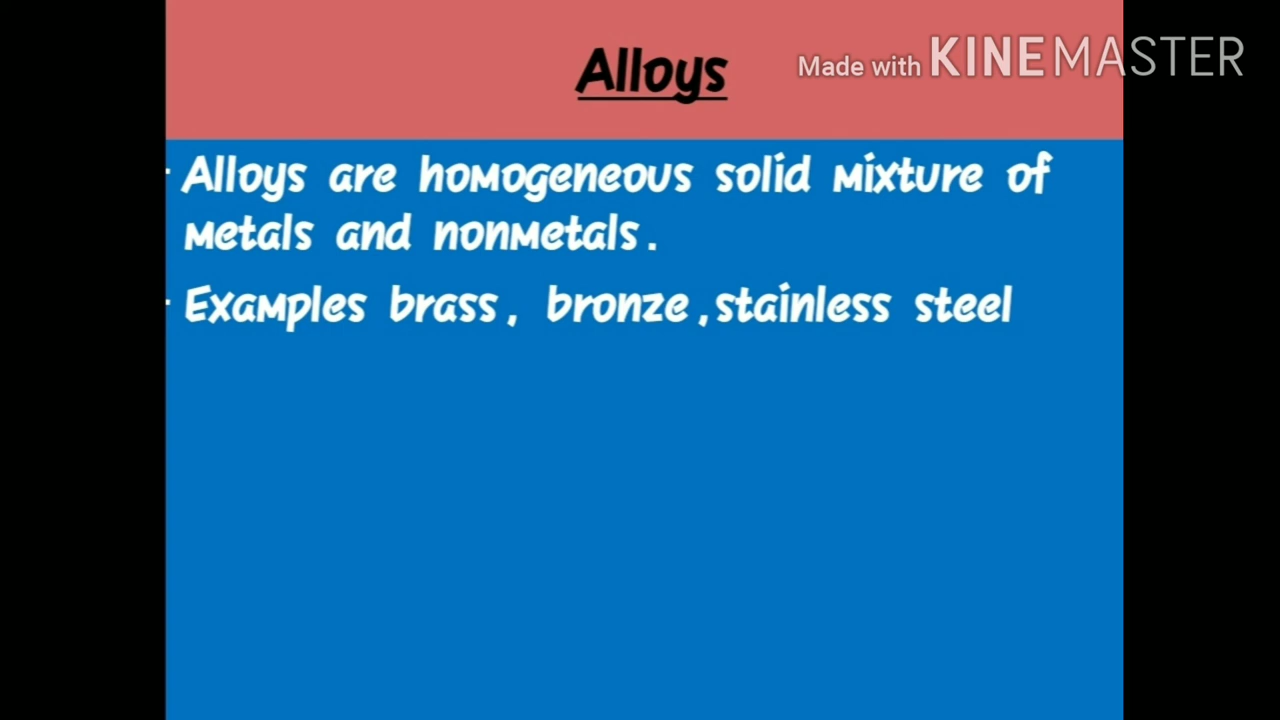 Alloys
Made with KINEMASTER
Alloys are homogeneous solid mixture of
metals and nonmetals.
Examples brass, bronze,stainless steel